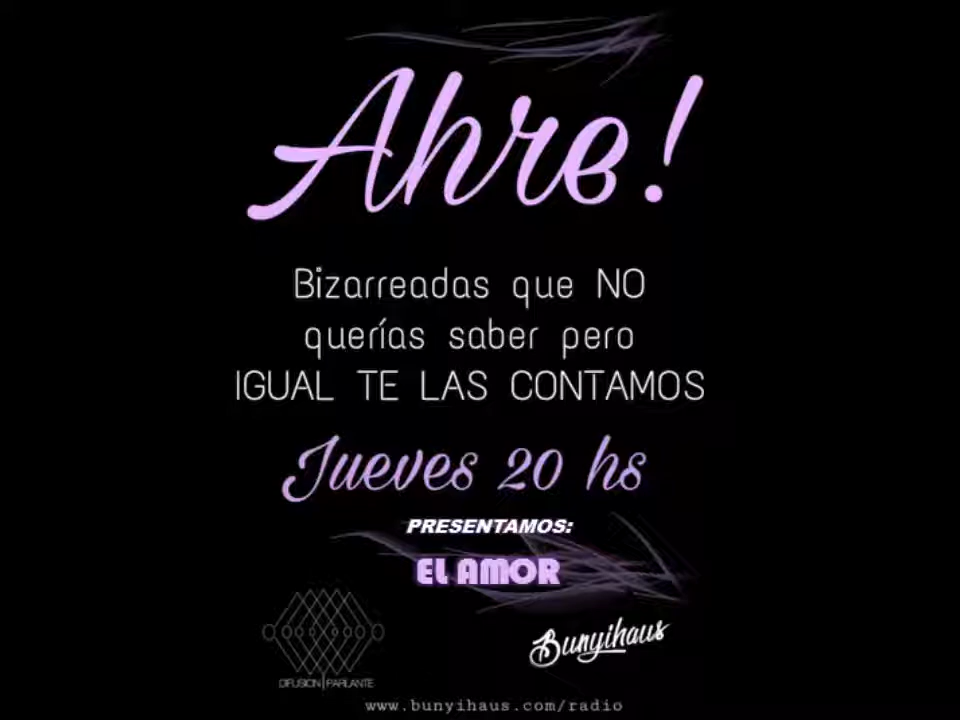 Ahre!
Bizarreadas que NO
querías saber pero
IGUAL TE LAS CONTAMOS
Jueves 20 hs
PRESENTAMOS:
EL AMOR
Bunyihaus
DIFUSION PARLANTE
www.bunyihaus.com/radio